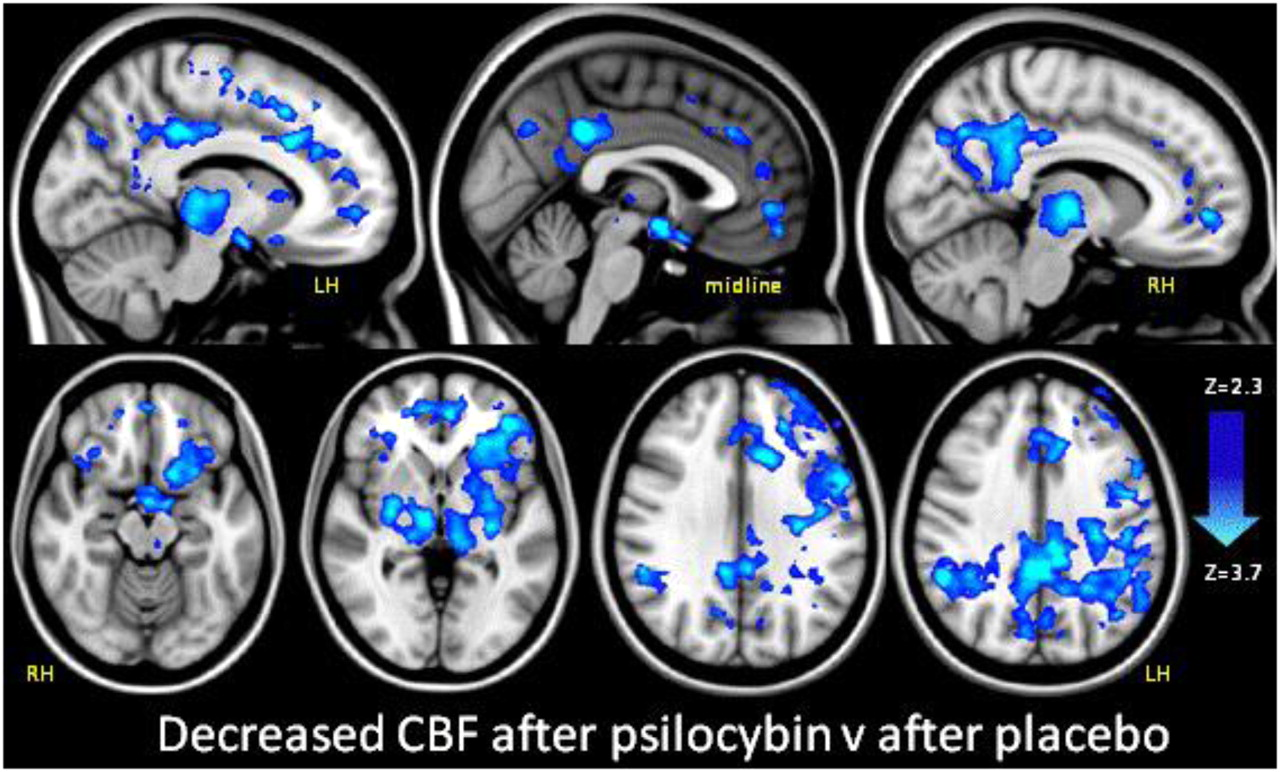 LH
midline
RH
Z=2.3
Z=3.7
RH
LH
Decreased CBF after psilocybin v after placebo